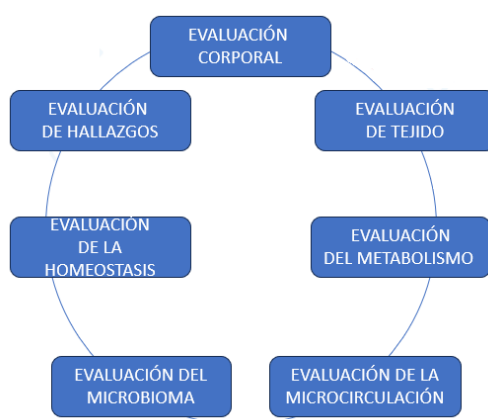 EVALUACIÓN
CORPORAL
EVALUACIÓN
DE TEJIDO
EVALUACIÓN
DEL METABOLISMO
EVALUACIÓN DE LA
MICROCIRCULACIÓN
EVALUACIÓN DEL
MICROBIOMA
EVALUACIÓN
DE LA
HOMEOSTASIS
EVALUACIÓN
DE HALLAZGOS